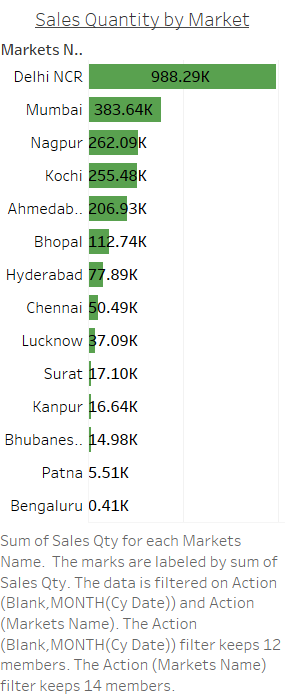 Sales Quantity by Market
Markets N..
Delhi NCR 988.29K
Mumbai 383.64K
Nagpur 262.09K
Kochi 255.48K
Ahmedab.. 206.93K
Bhopal 112.74K
Hyderabad 77.89K
Chennai 50.49K
Lucknow 37.09K
Surat 17.10K
Kanpur 16.64K
Bhubanes.. 14.98K
Patna 5.51K
Bengaluru 0.41K
Sum of Sales Qty for each Markets
Name. The marks are labeled by sum of
Sales Qty. The data is filtered on Action
(Blank,MONTH(Cy Date)) and Action
(Markets Name). The Action
(Blank,MONTH(Cy Date)) filter keeps 12
members. The Action (Markets Name)
filter keeps 14 members.